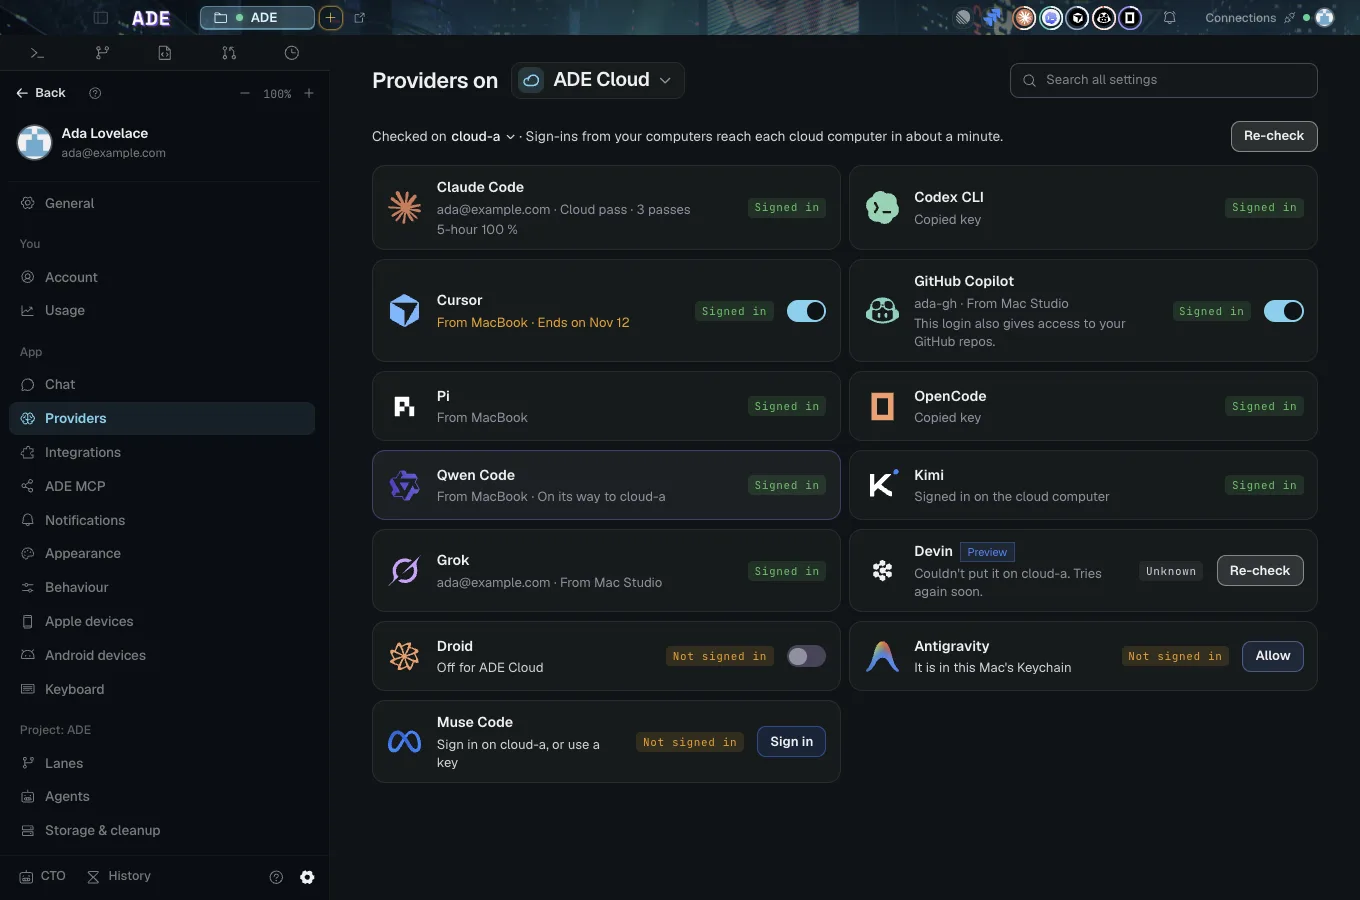 ADE
ADE
Connections
Back
100%
Ada Lovelace
ada@example.com
General
You
Account
Usage
App
Chat
Providers
Integrations
ADE MCP
Notifications
Appearance
Behaviour
Apple devices
Android devices
Keyboard
Project: ADE
Lanes
Agents
Storage & cleanup
CTO
History
Providers on
ADE Cloud
Search all settings
Checked on cloud-a · Sign-ins from your computers reach each cloud computer in about a minute.
Re-check
Claude Code
ada@example.com · Cloud pass · 3 passes
5-hour 100 %
Signed in
Codex CLI
Copied key
Signed in
Cursor
From MacBook · Ends on Nov 12
Signed in
GitHub Copilot
ada-gh · From Mac Studio
This login also gives access to your
GitHub repos.
Signed in
Pi
From MacBook
Signed in
OpenCode
Copied key
Signed in
Qwen Code
From MacBook · On its way to cloud-a
Signed in
Kimi
Signed in on the cloud computer
Signed in
Grok
ada@example.com · From Mac Studio
Signed in
Devin
Preview
Couldn't put it on cloud-a. Tries
again soon.
Unknown
Re-check
Droid
Off for ADE Cloud
Not signed in
Antigravity
It is in this Mac's Keychain
Not signed in
Allow
Muse Code
Sign in on cloud-a, or use a
key
Not signed in
Sign in